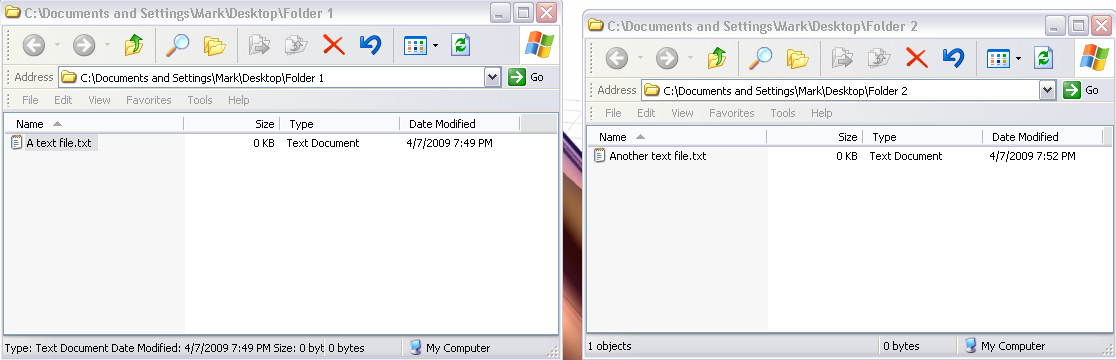 C:\Documents and Settings\Mark\Desktop\Folder 1
Address C:\Documents and Settings\Mark\Desktop\Folder 1 Go
File Edit View Favorites Tools Help
Name Size Type Date Modified
A text file.txt 0 KB Text Document 4/7/2009 7:49 PM
Type: Text Document Date Modified: 4/7/2009 7:49 PM Size: 0 byt 0 bytes My Computer
C:\Documents and Settings\Mark\Desktop\Folder 2
Address C:\Documents and Settings\Mark\Desktop\Folder 2 Go
File Edit View Favorites Tools Help
Name Size Type Date Modified
Another text file.txt 0 KB Text Document 4/7/2009 7:52 PM
1 objects 0 bytes My Computer